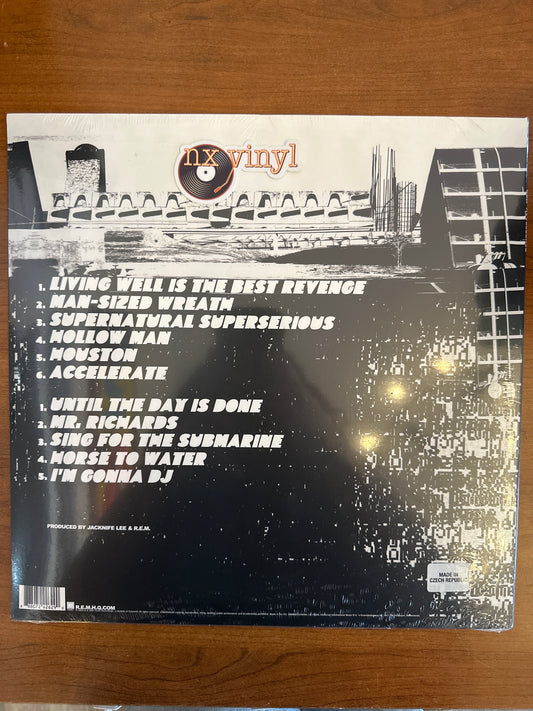 nx vinyl
1. LIVING WELL IS THE BEST REVENGE
2. MAN-SIZED WREATH
3. SUPERNATURAL SUPERSERIOUS
4. HOLLOW MAN
5. HOUSTON
6. ACCELERATE
1. UNTIL THE DAY IS DONE
2. MR. RICHARDS
3. SING FOR THE SUBMARINE
4. HORSE TO WATER
5. I'M GONNA DJ
PRODUCED BY JACKNIFE LEE & R.E.M.
MADE IN
CZECH REPUBLIC
R.E.M.H.Q.COM